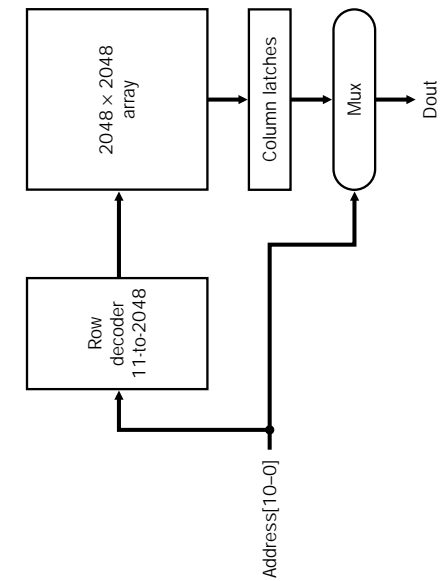 Address[10–0]
Row
decoder
11-to-2048
2048 × 2048
array
Column latches
Mux
Dout